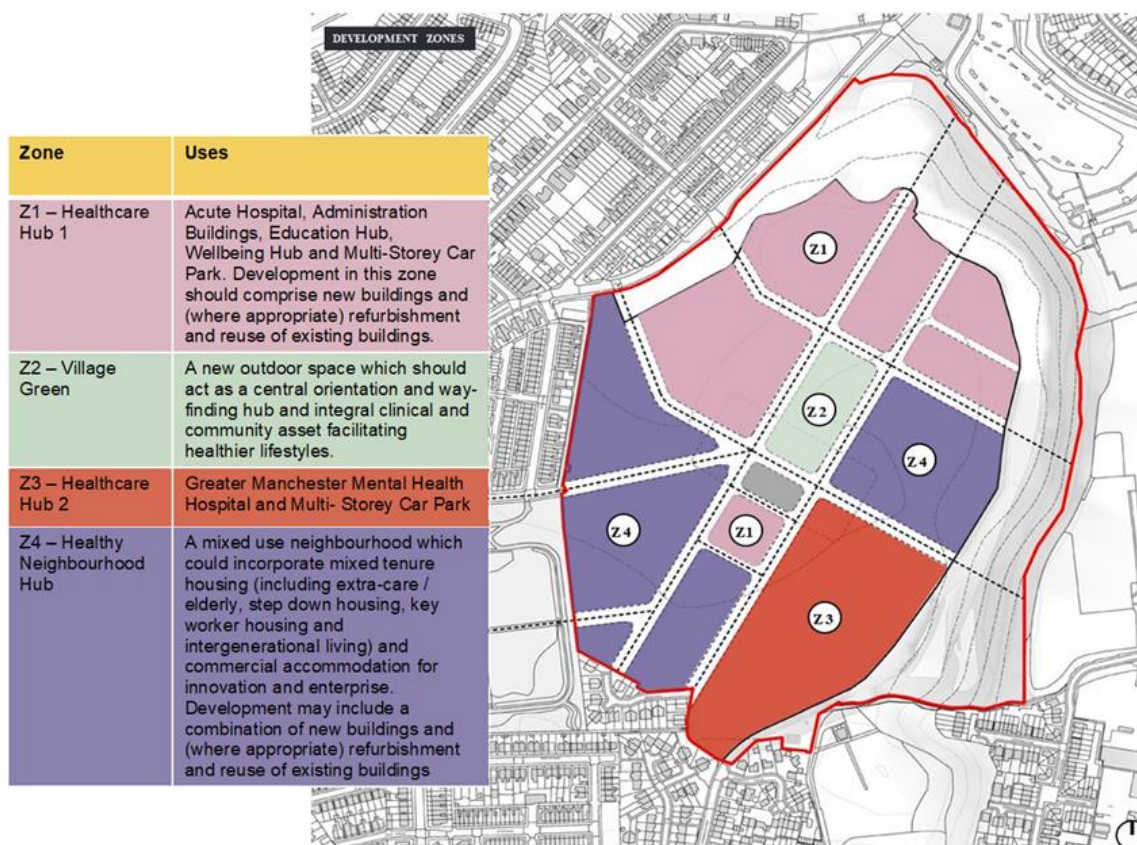 DEVELOPMENT ZONES
Zone
Uses
Z1 – Healthcare
Hub 1
Acute Hospital, Administration
Buildings, Education Hub,
Wellbeing Hub and Multi-Storey Car
Park. Development in this zone
should comprise new buildings and
(where appropriate) refurbishment
and reuse of existing buildings.
Z2 – Village
Green
A new outdoor space which should
act as a central orientation and way-
finding hub and integral clinical and
community asset facilitating
healthier lifestyles.
Z3 – Healthcare
Hub 2
Greater Manchester Mental Health
Hospital and Multi- Storey Car Park
Z4 – Healthy
Neighbourhood
Hub
A mixed use neighbourhood which
could incorporate mixed tenure
housing (including extra-care /
elderly, step down housing, key
worker housing and
intergenerational living) and
commercial accommodation for
innovation and enterprise.
Development may include a
combination of new buildings and
(where appropriate) refurbishment
and reuse of existing buildings
Z1
Z2
Z4
Z4
Z1
Z3
T